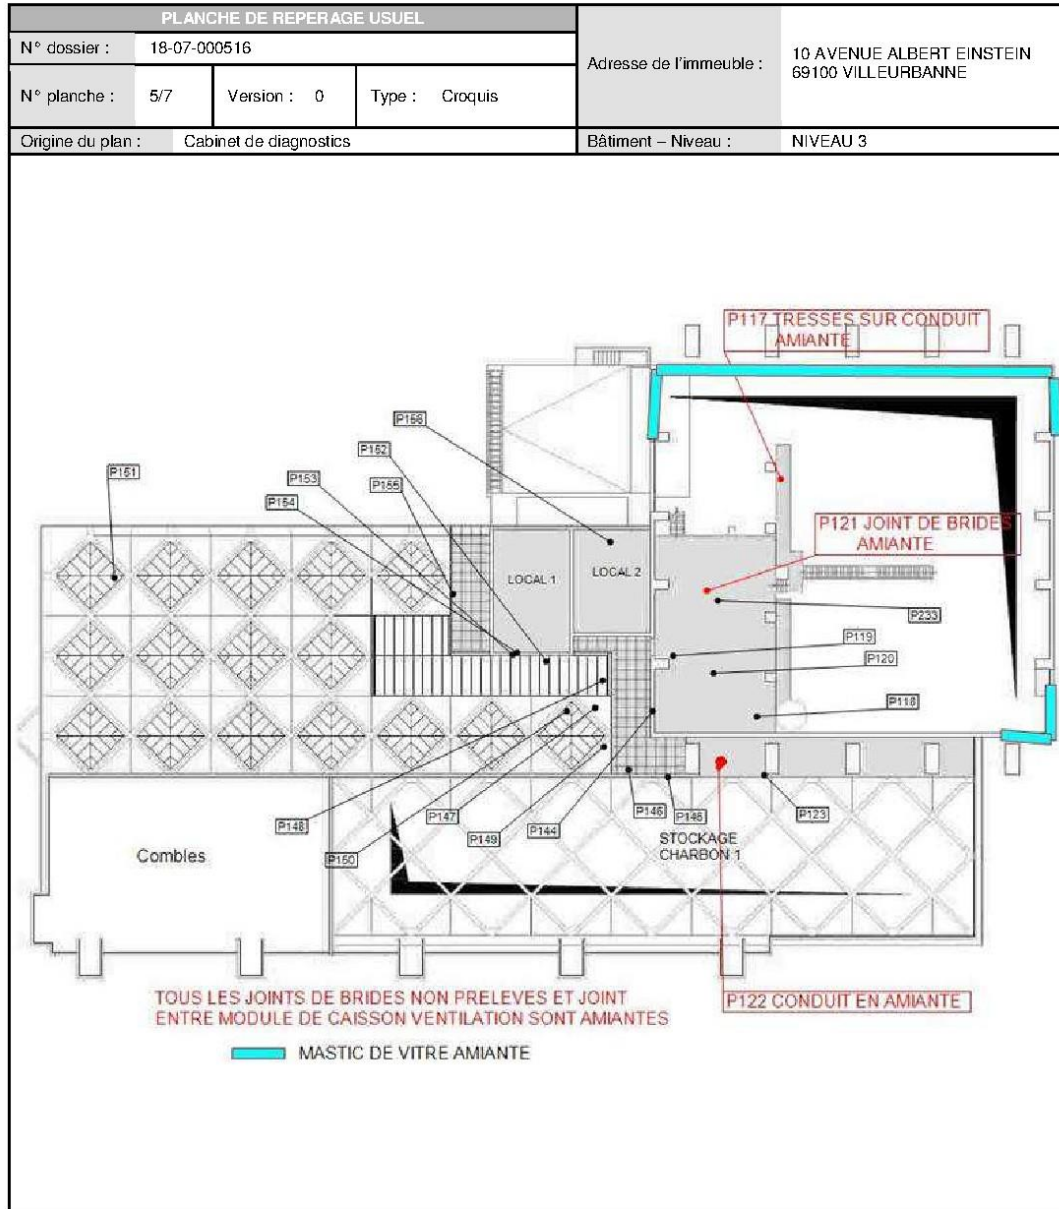 PLANCHE DE REPERAGE USUEL
N° dossier : 18-07-000516
Adresse de l'immeuble : 10 AVENUE ALBERT EINSTEIN
69100 VILLEURBANNE
N° planche : 5/7 Version : 0 Type : Croquis
Origine du plan : Cabinet de diagnostics
Bâtiment – Niveau : NIVEAU 3
P117 TRESSES SUR CONDUIT
AMIANTE
P156
P152
P151
P153
P155
P154
P121 JOINT DE BRIDES
AMIANTE
LOCAL 1
LOCAL 2
P233
P119
P120
P118
P148
P147
P146
P145
P123
P149
P144
P150
STOCKAGE
CHARBON 1
Combles
TOUS LES JOINTS DE BRIDES NON PRELEVES ET JOINT
ENTRE MODULE DE CAISSON VENTILATION SONT AMIANTES
P122 CONDUIT EN AMIANTE
MASTIC DE VITRE AMIANTE